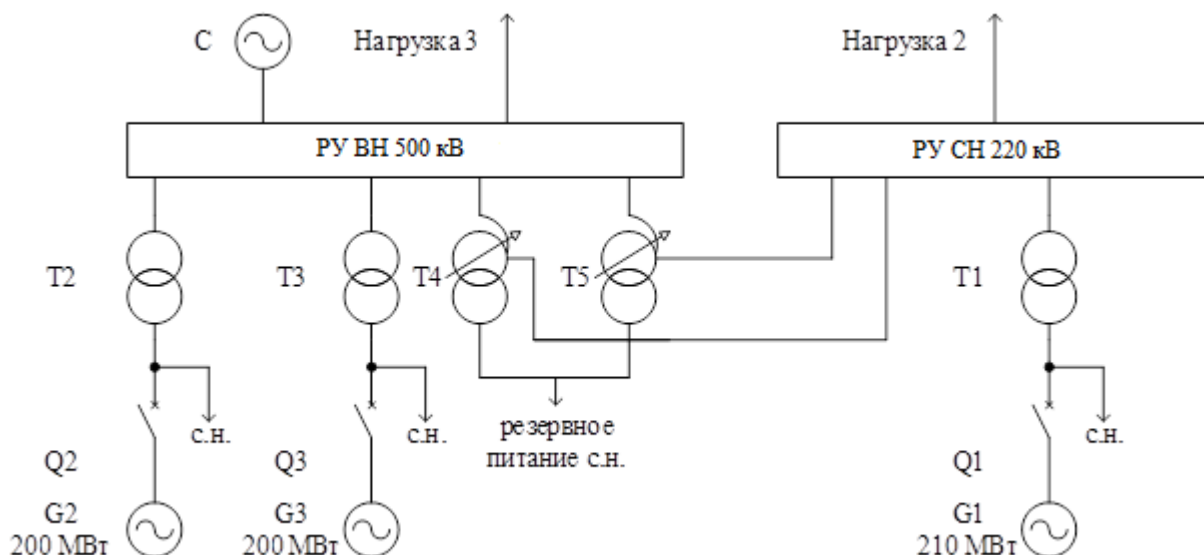 С
Нагрузка 3
Нагрузка 2
РУ ВН 500 кВ
РУ СН 220 кВ
Т2
Т3
Т4
Т5
Т1
с.н.
с.н.
резервное
питание с.н.
с.н.
Q2
Q3
Q1
G2
200 МВт
G3
200 МВт
G1
210 МВт